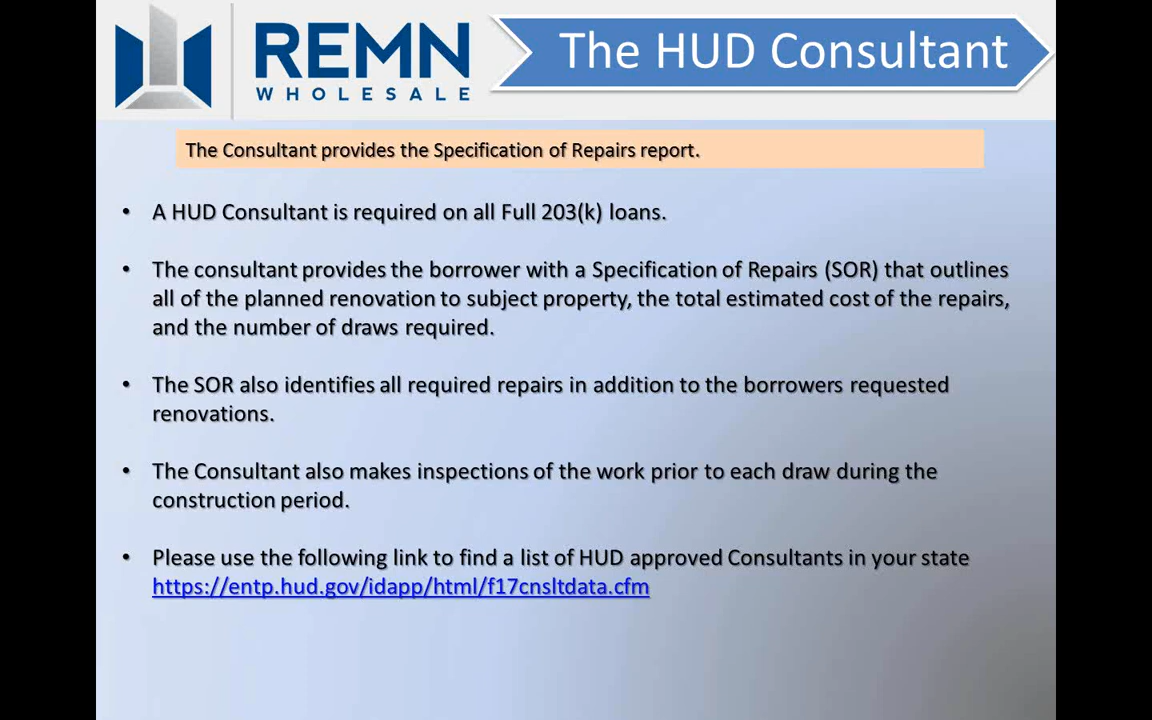 REMN
WHOLESALE
The HUD Consultant
The Consultant provides the Specification of Repairs report.
• A HUD Consultant is required on all Full 203(k) loans.
• The consultant provides the borrower with a Specification of Repairs (SOR) that outlines
all of the planned renovation to subject property, the total estimated cost of the repairs,
and the number of draws required.
• The SOR also identifies all required repairs in addition to the borrowers requested
renovations.
• The Consultant also makes inspections of the work prior to each draw during the
construction period.
• Please use the following link to find a list of HUD approved Consultants in your state
https://entp.hud.gov/idapp/html/f17cnsltdata.cfm